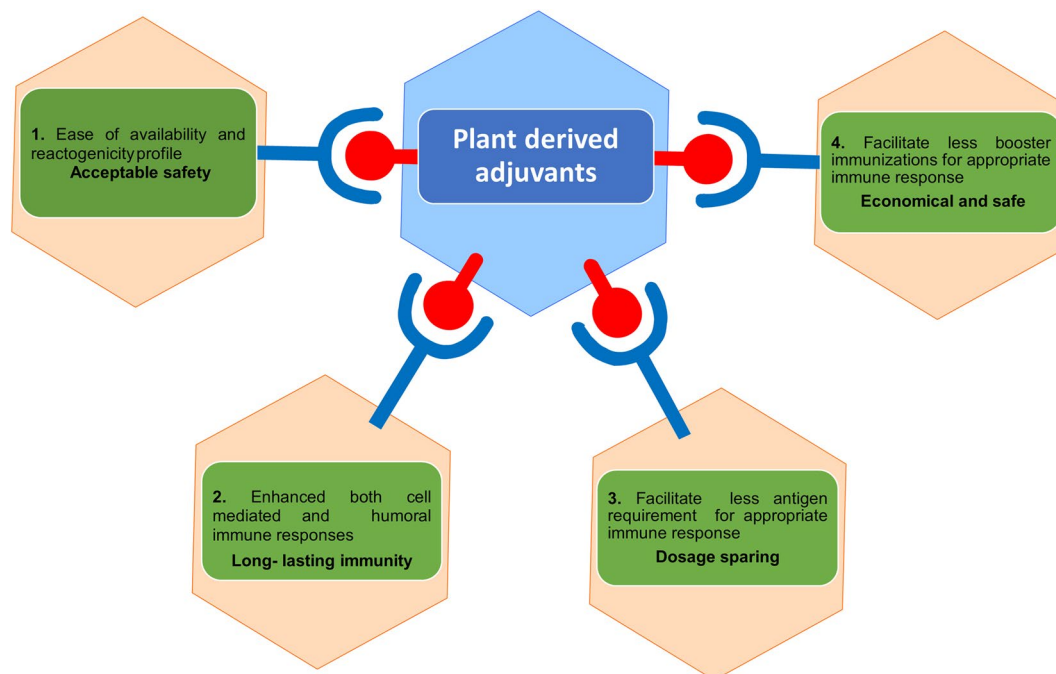 Plant derived
adjuvants
1. Ease of availability and
reactogenicity profile
Acceptable safety
2. Enhanced both cell
mediated and humoral
immune responses
Long- lasting immunity
3. Facilitate less antigen
requirement for appropriate
immune response
Dosage sparing
4. Facilitate less booster
immunizations for appropriate
immune response
Economical and safe